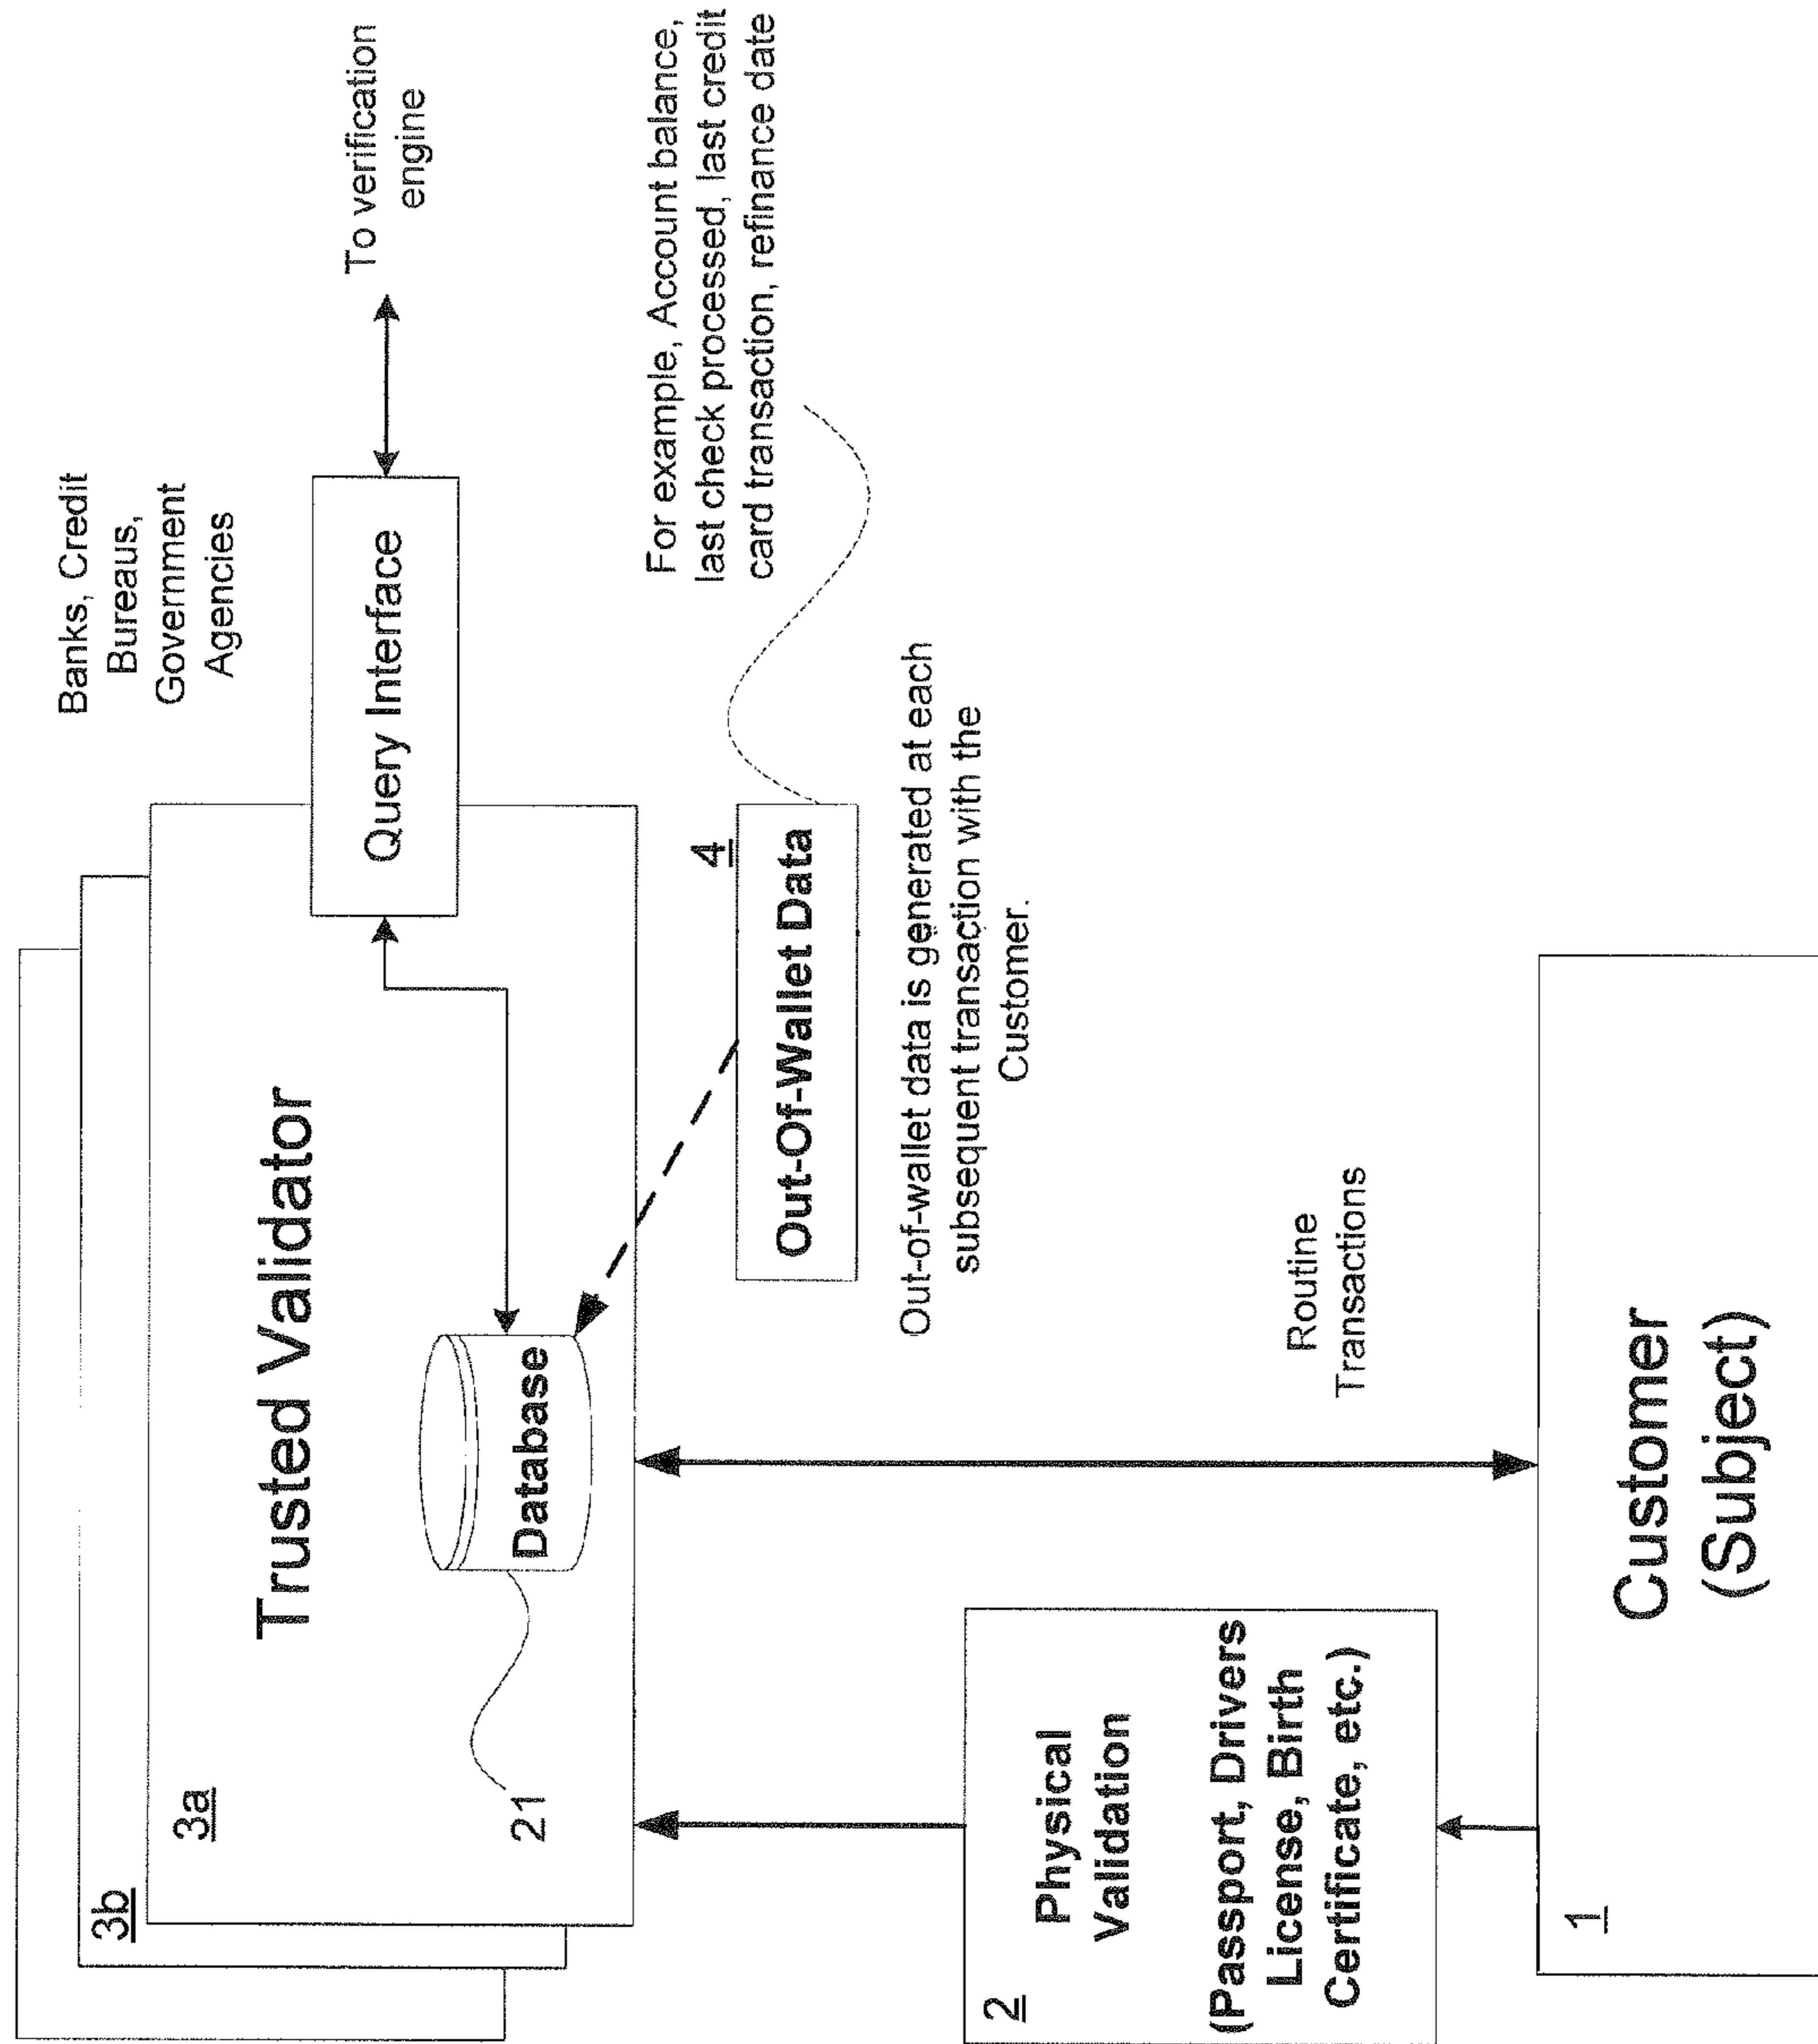 3b
3a
Trusted Validator
21
Database
Query Interface
Banks, Credit
Bureaus,
Government
Agencies
To verification
engine
4
Out-Of-Wallet Data
For example, Account balance,
last check processed, last credit
card transaction, refinance date
Out-of-wallet data is generated at each
subsequent transaction with the
Customer.
2
Physical
Validation
(Passport, Drivers
License, Birth
Certificate, etc.)
Routine
Transactions
1
Customer
(Subject)